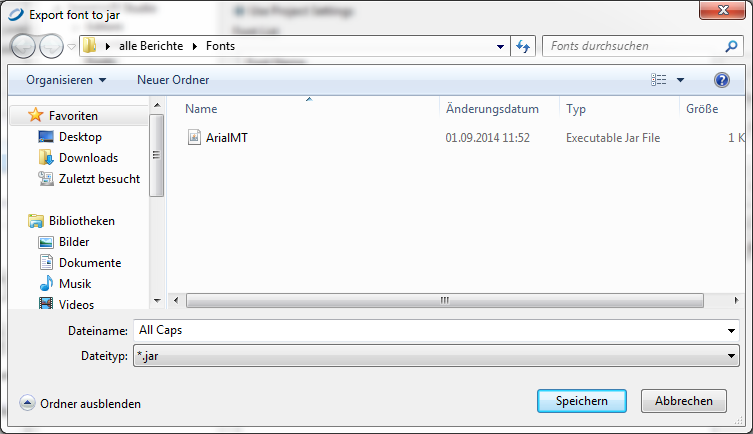 Export font to jar
alle Berichte Fonts Fonts durchsuchen
Organisieren Neuer Ordner
Favoriten
Desktop
Downloads
Zuletzt besucht
Bibliotheken
Bilder
Dokumente
Musik
Videos
Name Änderungsdatum Typ Größe
ArialMT 01.09.2014 11:52 Executable Jar File 1 K
Dateiname: All Caps
Dateityp: *.jar
Ordner ausblenden Speichern Abbrechen